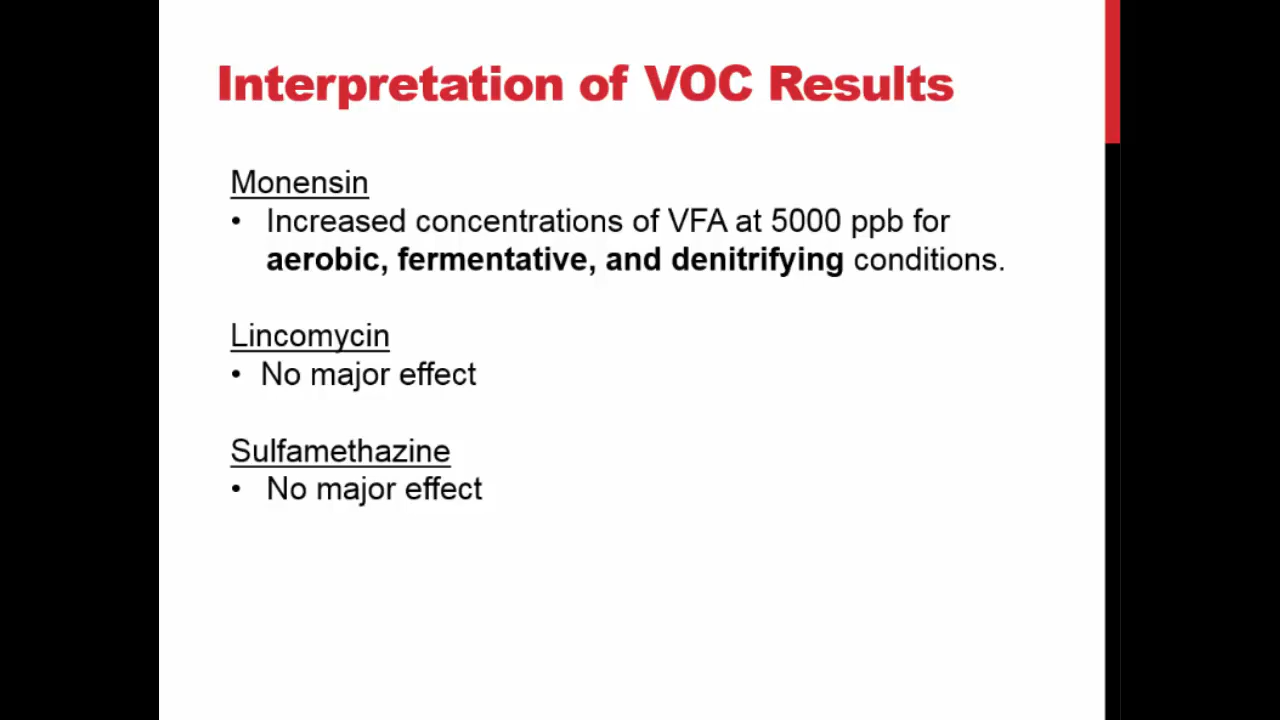 Interpretation of VOC Results
Monensin
• Increased concentrations of VFA at 5000 ppb for
aerobic, fermentative, and denitrifying conditions.
Lincomycin
• No major effect
Sulfamethazine
• No major effect